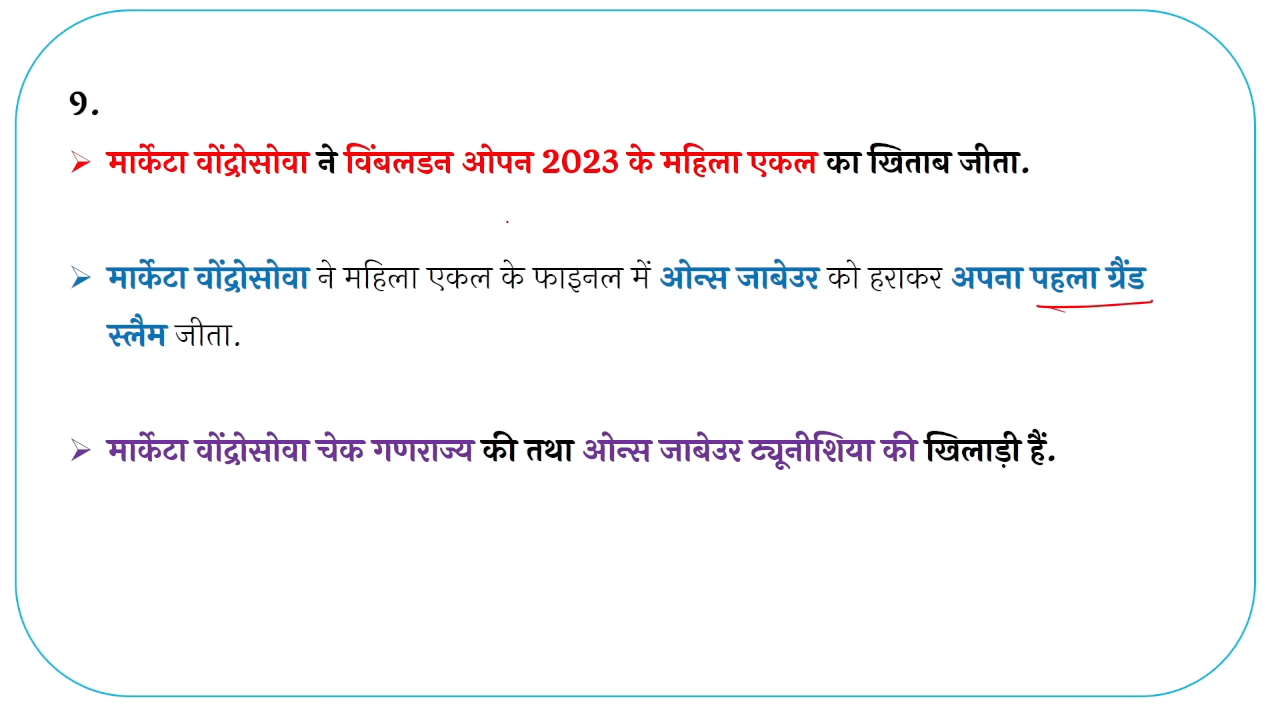 9.
➢ मार्केटा वोंद्रोसोवा ने विंबलडन ओपन 2023 के महिला एकल का खिताब जीता.
➢ मार्केटा वोंद्रोसोवा ने महिला एकल के फाइनल में ओन्स जाबेउर को हराकर अपना पहला ग्रैंड
स्लैम जीता.
➢ मार्केटा वोंद्रोसोवा चेक गणराज्य की तथा ओन्स जाबेउर ट्यूनीशिया की खिलाड़ी हैं.